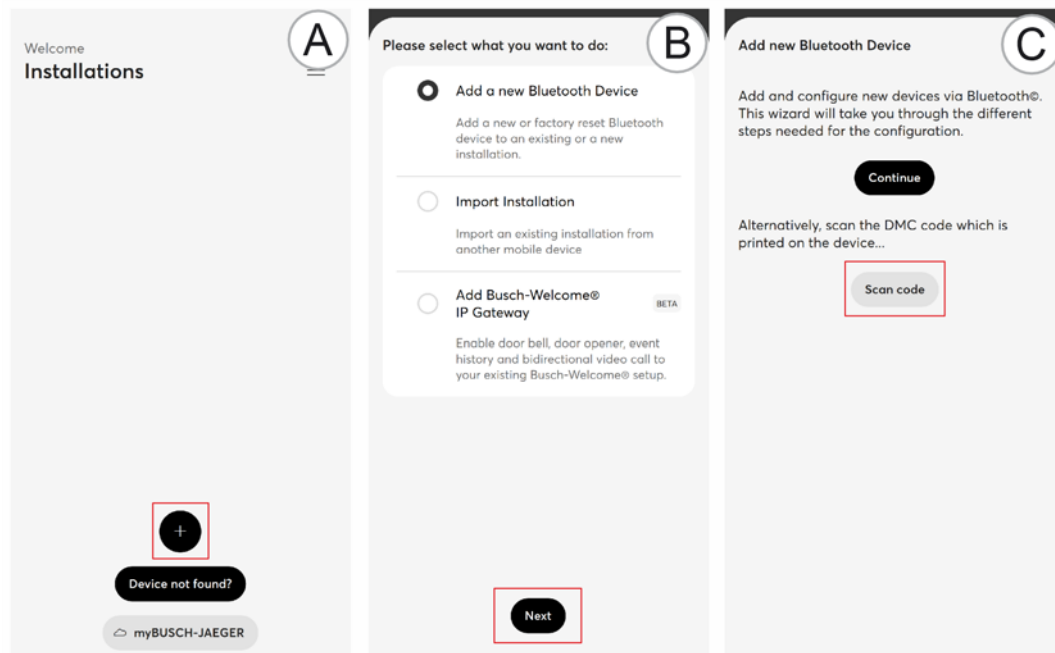 Welcome
Installations
A
+
Device not found?
myBUSCH-JAEGER
Please select what you want to do:
B
Add a new Bluetooth Device
Add a new or factory reset Bluetooth
device to an existing or a new
installation.
Import Installation
Import an existing installation from
another mobile device
Add Busch-Welcome®
IP Gateway
BETA
Enable door bell, door opener, event
history and bidirectional video call to
your existing Busch-Welcome® setup.
Next
Add new Bluetooth Device
C
Add and configure new devices via Bluetooth©.
This wizard will take you through the different
steps needed for the configuration.
Continue
Alternatively, scan the DMC code which is
printed on the device...
Scan code